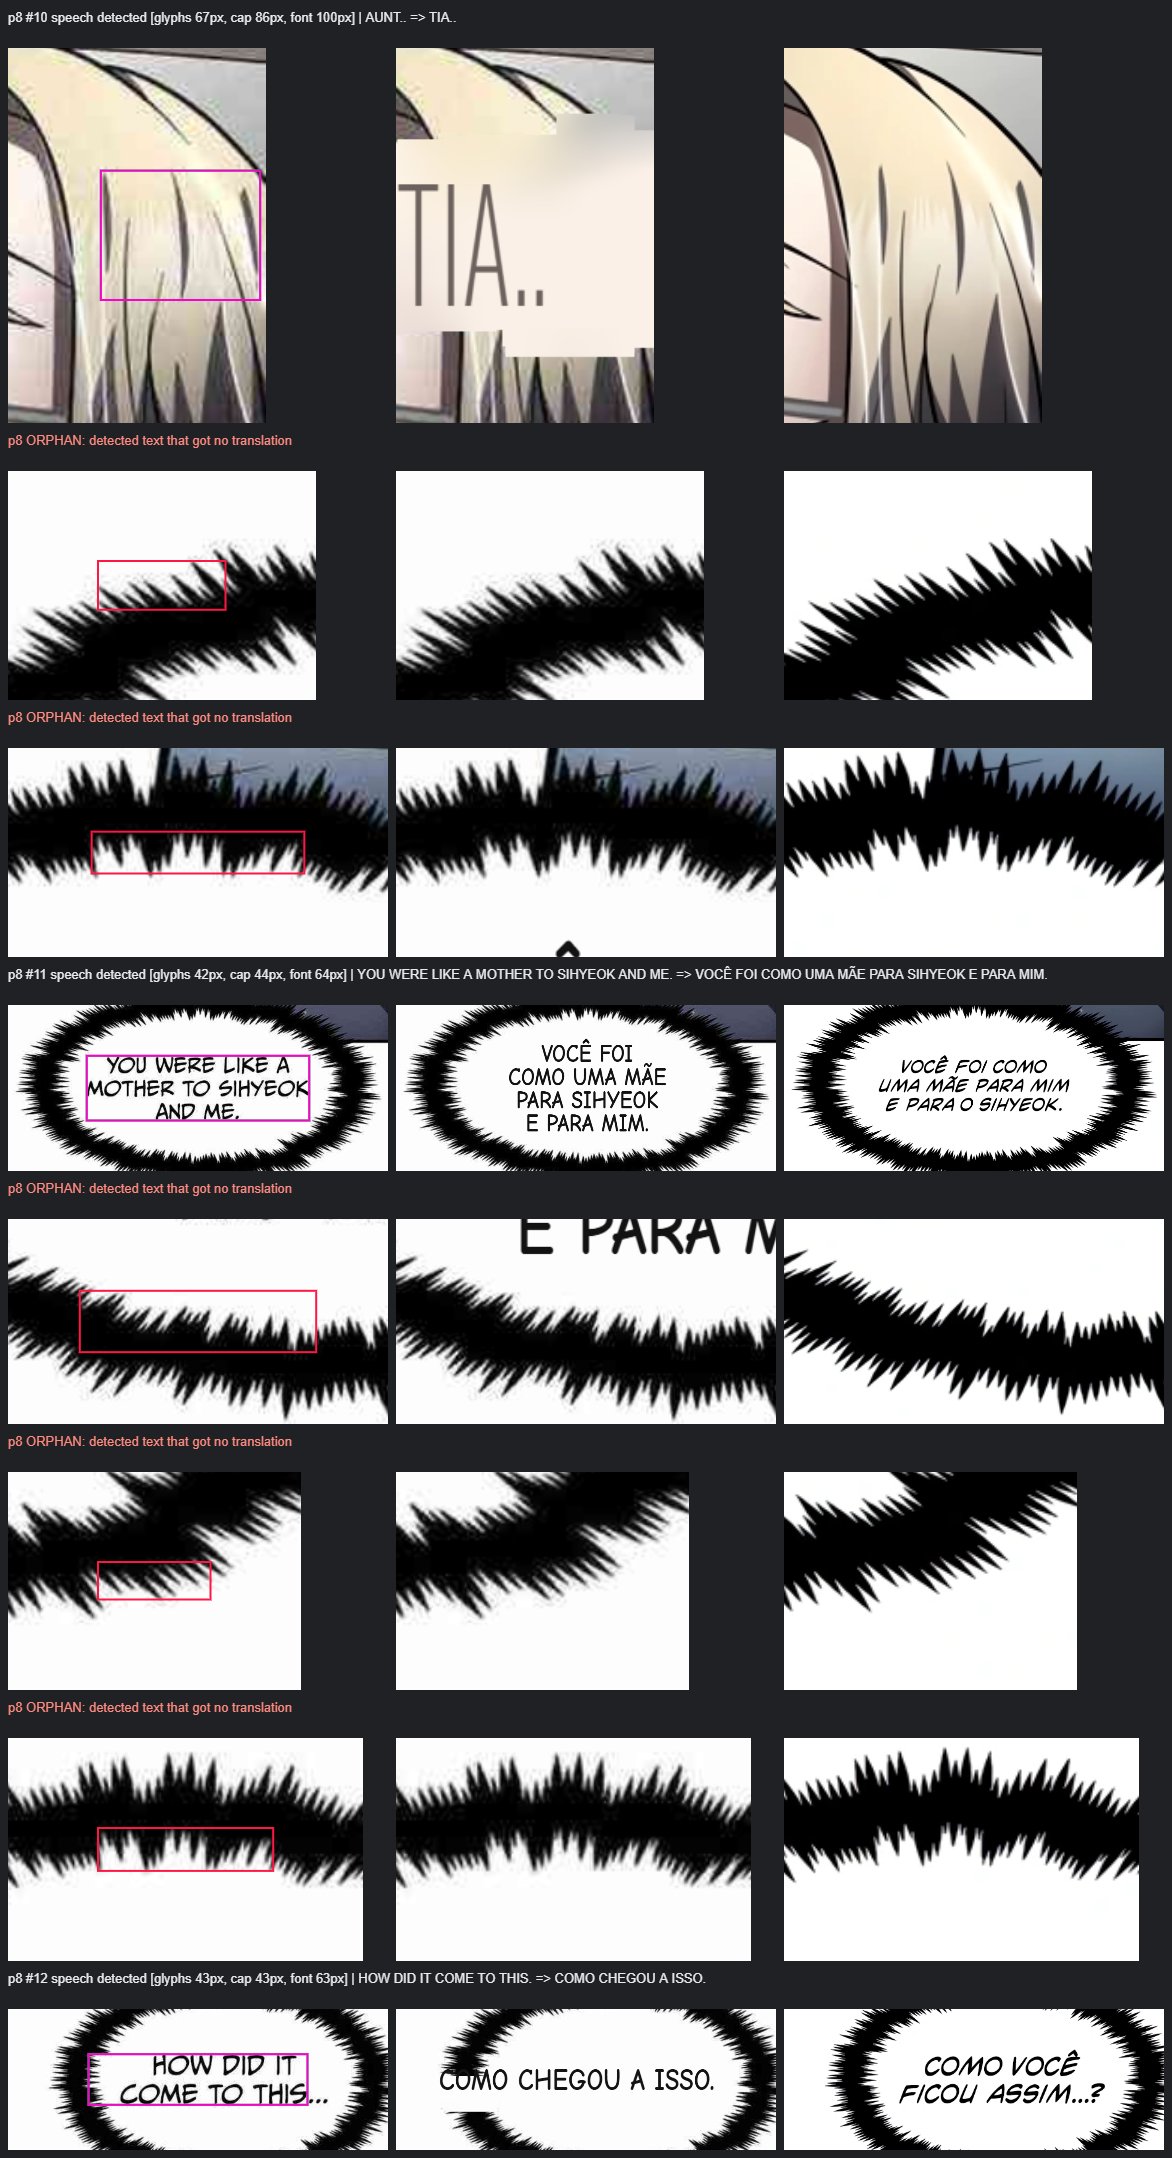 p8 #10 speech detected [glyphs 67px, cap 86px, font 100px] | AUNT.. => TIA..
TIA..
p8 ORPHAN: detected text that got no translation
p8 ORPHAN: detected text that got no translation
p8 #11 speech detected [glyphs 42px, cap 44px, font 64px] | YOU WERE LIKE A MOTHER TO SIHYEOK AND ME. => VOCÊ FOI COMO UMA MÃE PARA SIHYEOK E PARA MIM.
YOU WERE LIKE A
MOTHER TO SIHYEOK
AND ME.
VOCÊ FOI
COMO UMA MÃE
PARA SIHYEOK
E PARA MIM.
VOCÊ FOI COMO
UMA MÃE PARA MIM
E PARA O SIHYEOK.
p8 ORPHAN: detected text that got no translation
E PARA M
p8 ORPHAN: detected text that got no translation
p8 ORPHAN: detected text that got no translation
p8 #12 speech detected [glyphs 43px, cap 43px, font 63px] | HOW DID IT COME TO THIS. => COMO CHEGOU A ISSO.
HOW DID IT
COME TO THIS...
COMO CHEGOU A ISSO.
COMO VOCÊ
FICOU ASSIM...?